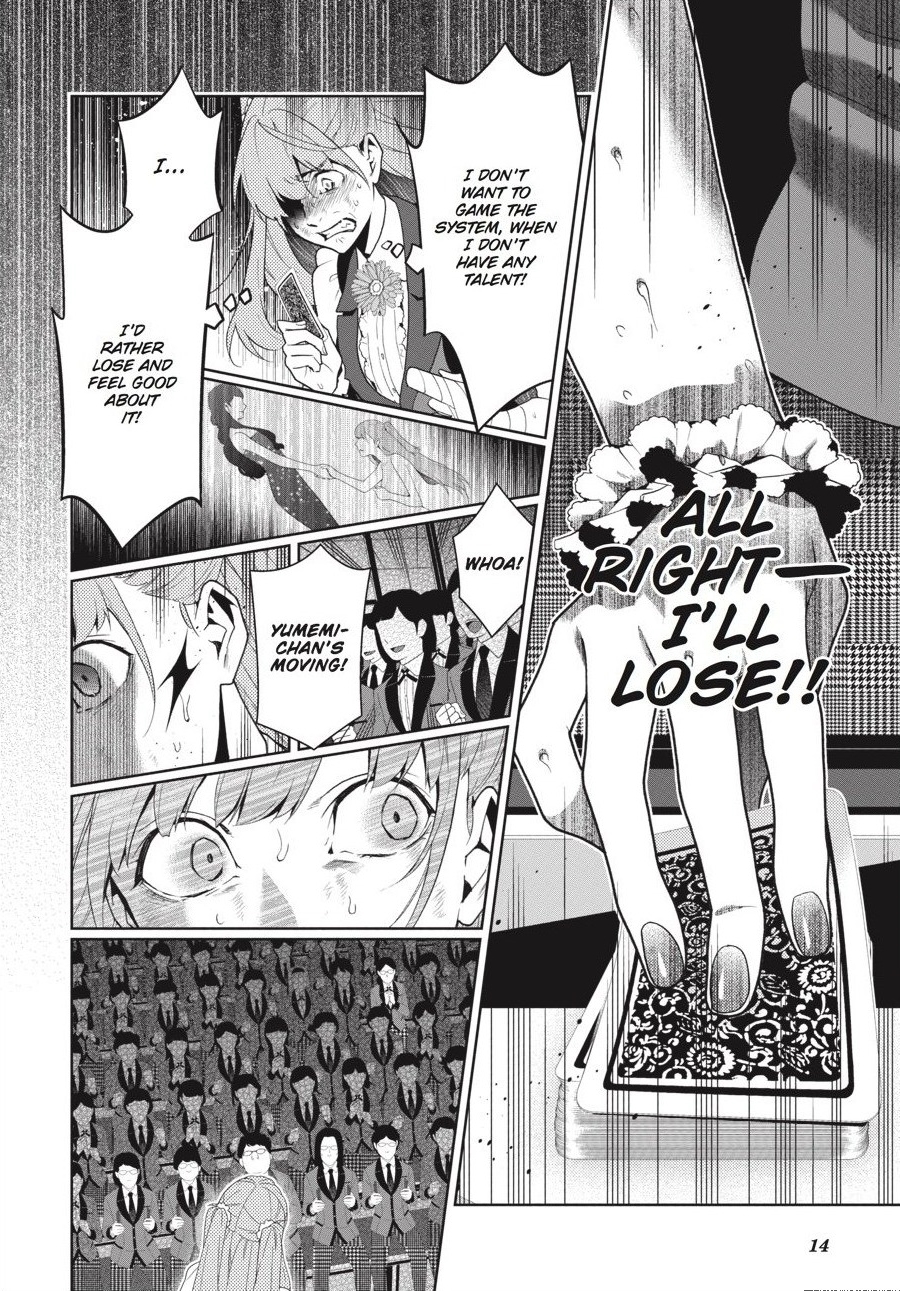 ALL
RIGHT—
I'LL
LOSE!!
I DON'T
WANT TO
GAME THE
SYSTEM, WHEN
I DON'T
HAVE ANY
TALENT!
I...
I'D
RATHER
LOSE AND
FEEL GOOD
ABOUT
IT!
WHOA!
YUMEMI-
CHAN'S
MOVING!
14